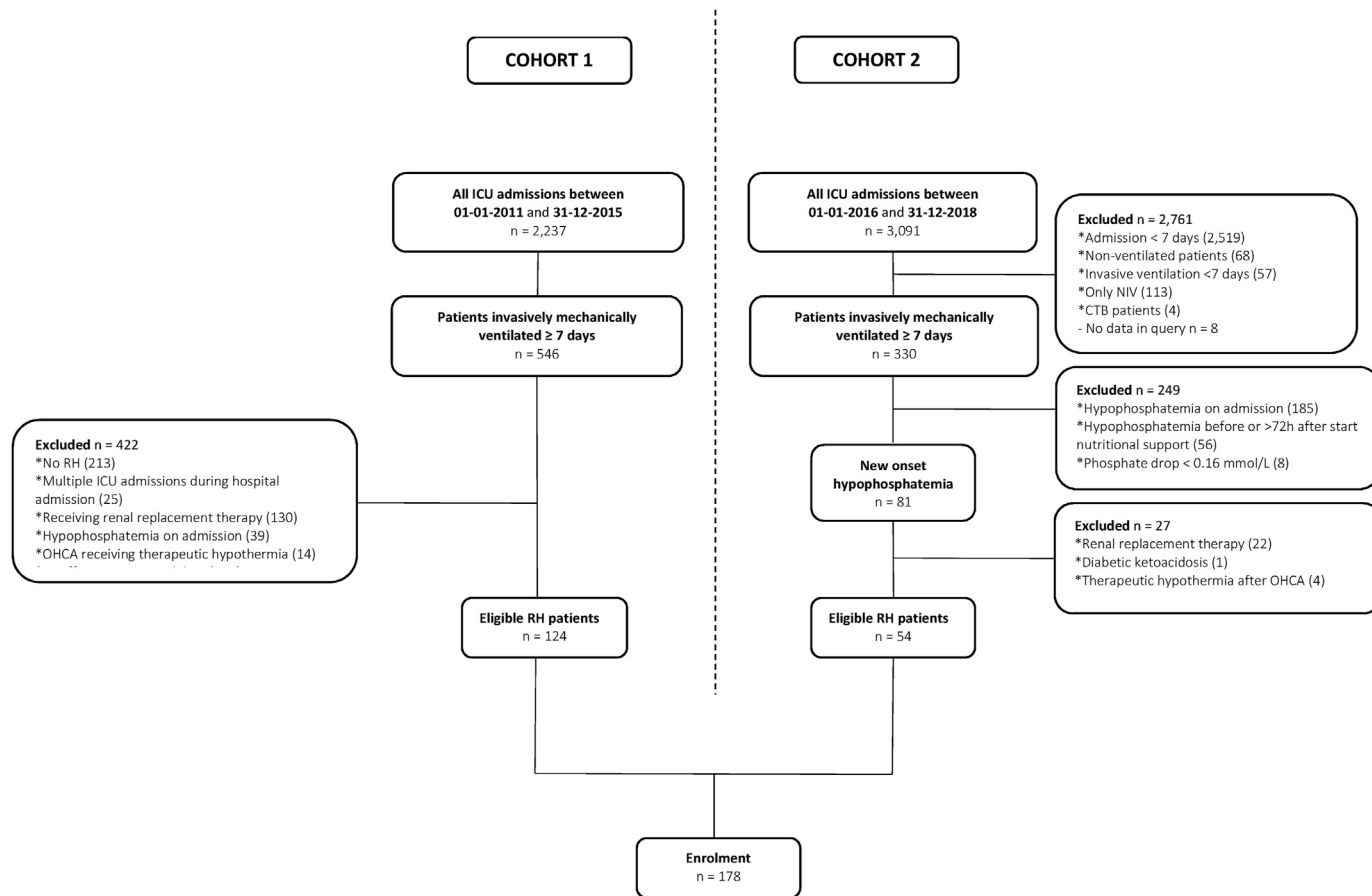 COHORT 1
All ICU admissions between
01-01-2011 and 31-12-2015
n = 2,237
Patients invasively mechanically
ventilated ≥ 7 days
n = 546
Excluded n = 422
*No RH (213)
*Multiple ICU admissions during hospital
admission (25)
*Receiving renal replacement therapy (130)
*Hypophosphatemia on admission (39)
*OHCA receiving therapeutic hypothermia (14)
Eligible RH patients
n = 124
COHORT 2
All ICU admissions between
01-01-2016 and 31-12-2018
n = 3,091
Excluded n = 2,761
*Admission < 7 days (2,519)
*Non-ventilated patients (68)
*Invasive ventilation <7 days (57)
*Only NIV (113)
*CTB patients (4)
- No data in query n = 8
Patients invasively mechanically
ventilated ≥ 7 days
n = 330
Excluded n = 249
*Hypophosphatemia on admission (185)
*Hypophosphatemia before or >72h after start
nutritional support (56)
*Phosphate drop < 0.16 mmol/L (8)
New onset
hypophosphatemia
n = 81
Excluded n = 27
*Renal replacement therapy (22)
*Diabetic ketoacidosis (1)
*Therapeutic hypothermia after OHCA (4)
Eligible RH patients
n = 54
Enrolment
n = 178